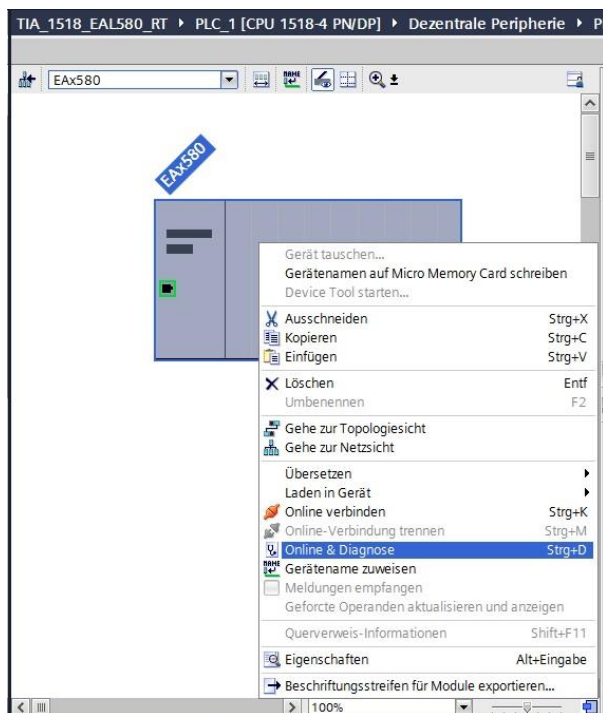 TIA_1518_EAL580_RT ▸ PLC_1 [CPU 1518-4 PN/DP] ▸ Dezentrale Peripherie ▸ P
EAx580
NAME
EAx580
Gerät tauschen...
Gerätenamen auf Micro Memory Card schreiben
Device Tool starten...
Ausschneiden Strg+X
Kopieren Strg+C
Einfügen Strg+V
Löschen Entf
Umbenennen F2
Gehe zur Topologiesicht
Gehe zur Netzsicht
Übersetzen
Laden in Gerät
Online verbinden Strg+K
Online-Verbindung trennen Strg+M
Online & Diagnose Strg+D
NAME Gerätename zuweisen
Meldungen empfangen
Geforcte Operanden aktualisieren und anzeigen
Querverweis-Informationen Shift+F11
Eigenschaften Alt+Eingabe
Beschriftungsstreifen für Module exportieren...
100%